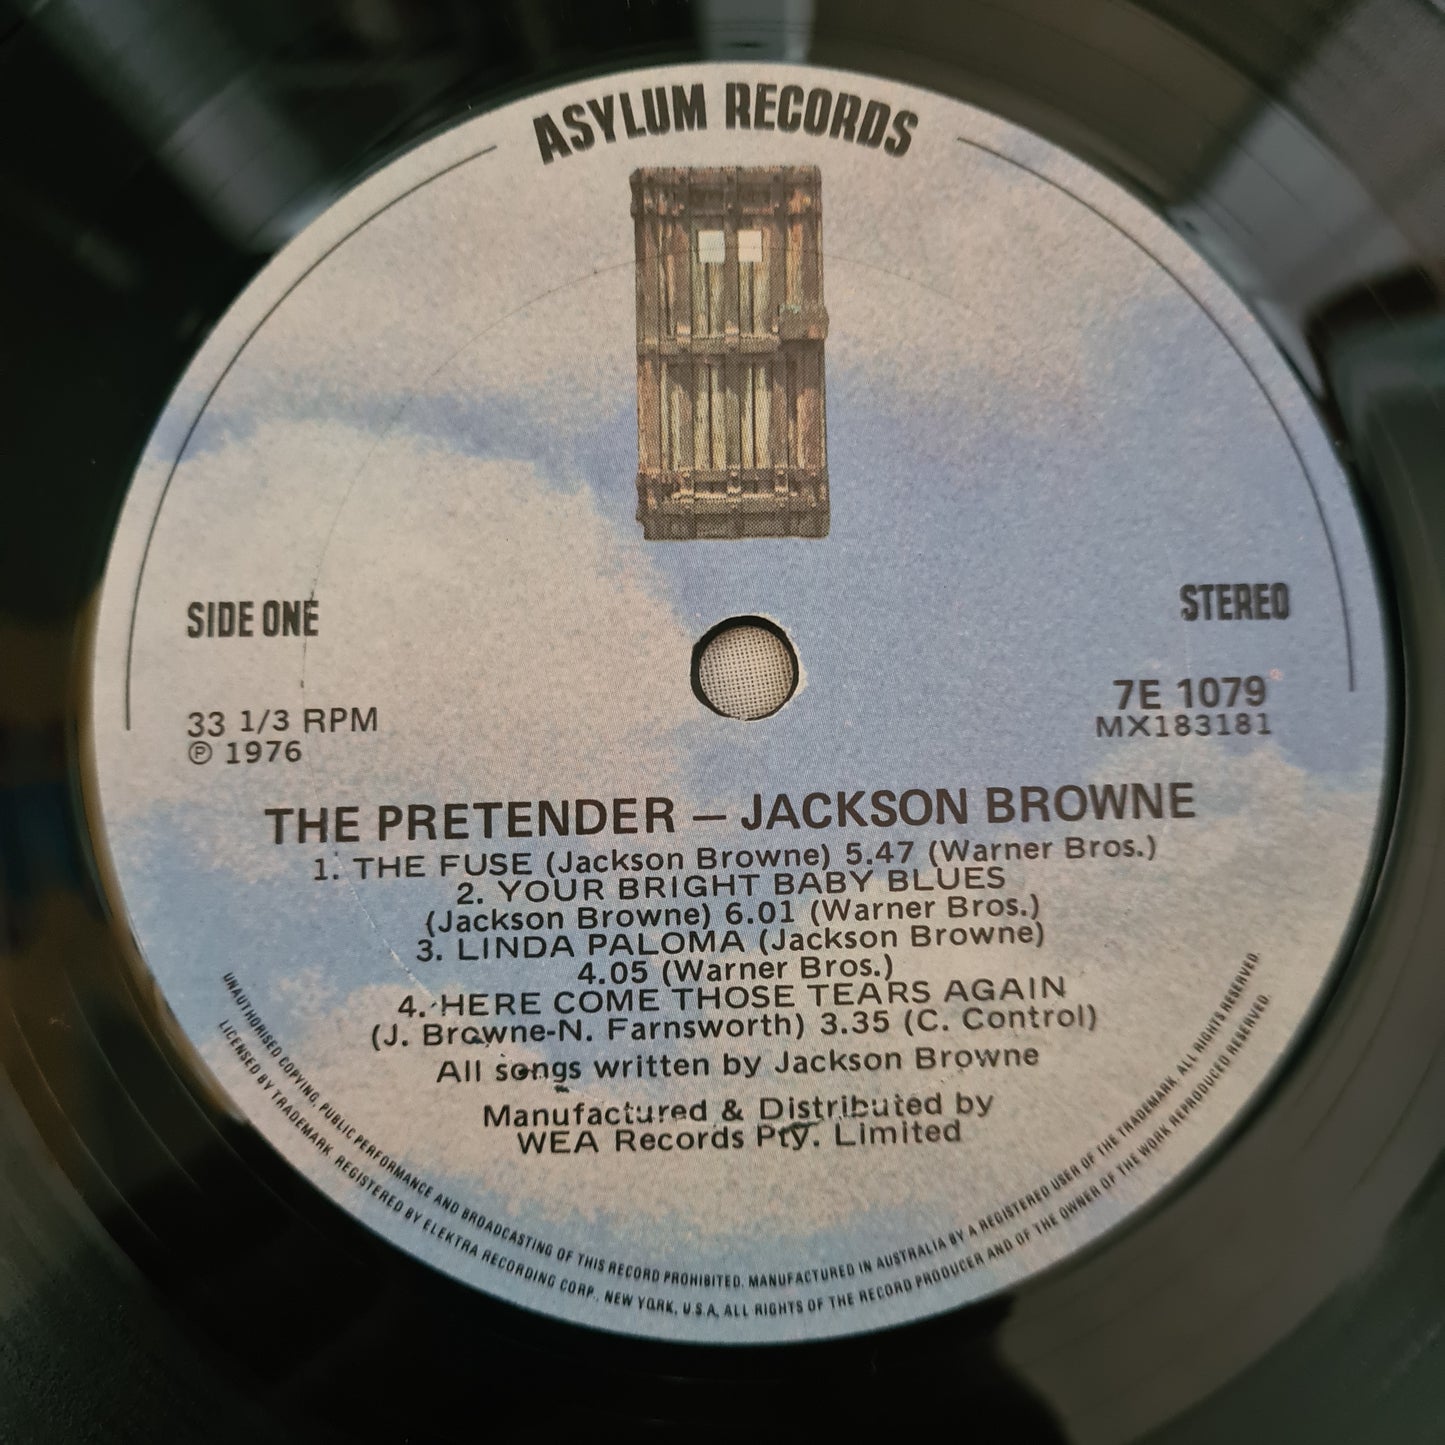 ASYLUM RECORDS
SIDE ONE
STEREO
33 1/3 RPM
℗ 1976
7E 1079
MX183181
THE PRETENDER — JACKSON BROWNE
1. THE FUSE (Jackson Browne) 5.47 (Warner Bros.)
2. YOUR BRIGHT BABY BLUES
(Jackson Browne) 6.01 (Warner Bros.)
3. LINDA PALOMA (Jackson Browne)
4.05 (Warner Bros.)
4. HERE COME THOSE TEARS AGAIN
(J. Browne-N. Farnsworth) 3.35 (C. Control)
All songs written by Jackson Browne
Manufactured & Distributed by
WEA Records Pty. Limited
UNAUTHORISED COPYING, PUBLIC PERFORMANCE AND BROADCASTING OF THIS RECORD PROHIBITED. MANUFACTURED IN AUSTRALIA BY A REGISTERED USER OF THE TRADEMARK. ALL RIGHTS RESERVED.
LICENSED BY TRADEMARK REGISTERED BY ELEKTRA RECORDING CORP., NEW YORK, U.S.A. ALL RIGHTS OF THE RECORD PRODUCER AND OF THE OWNER OF THE WORK REPRODUCED RESERVED.